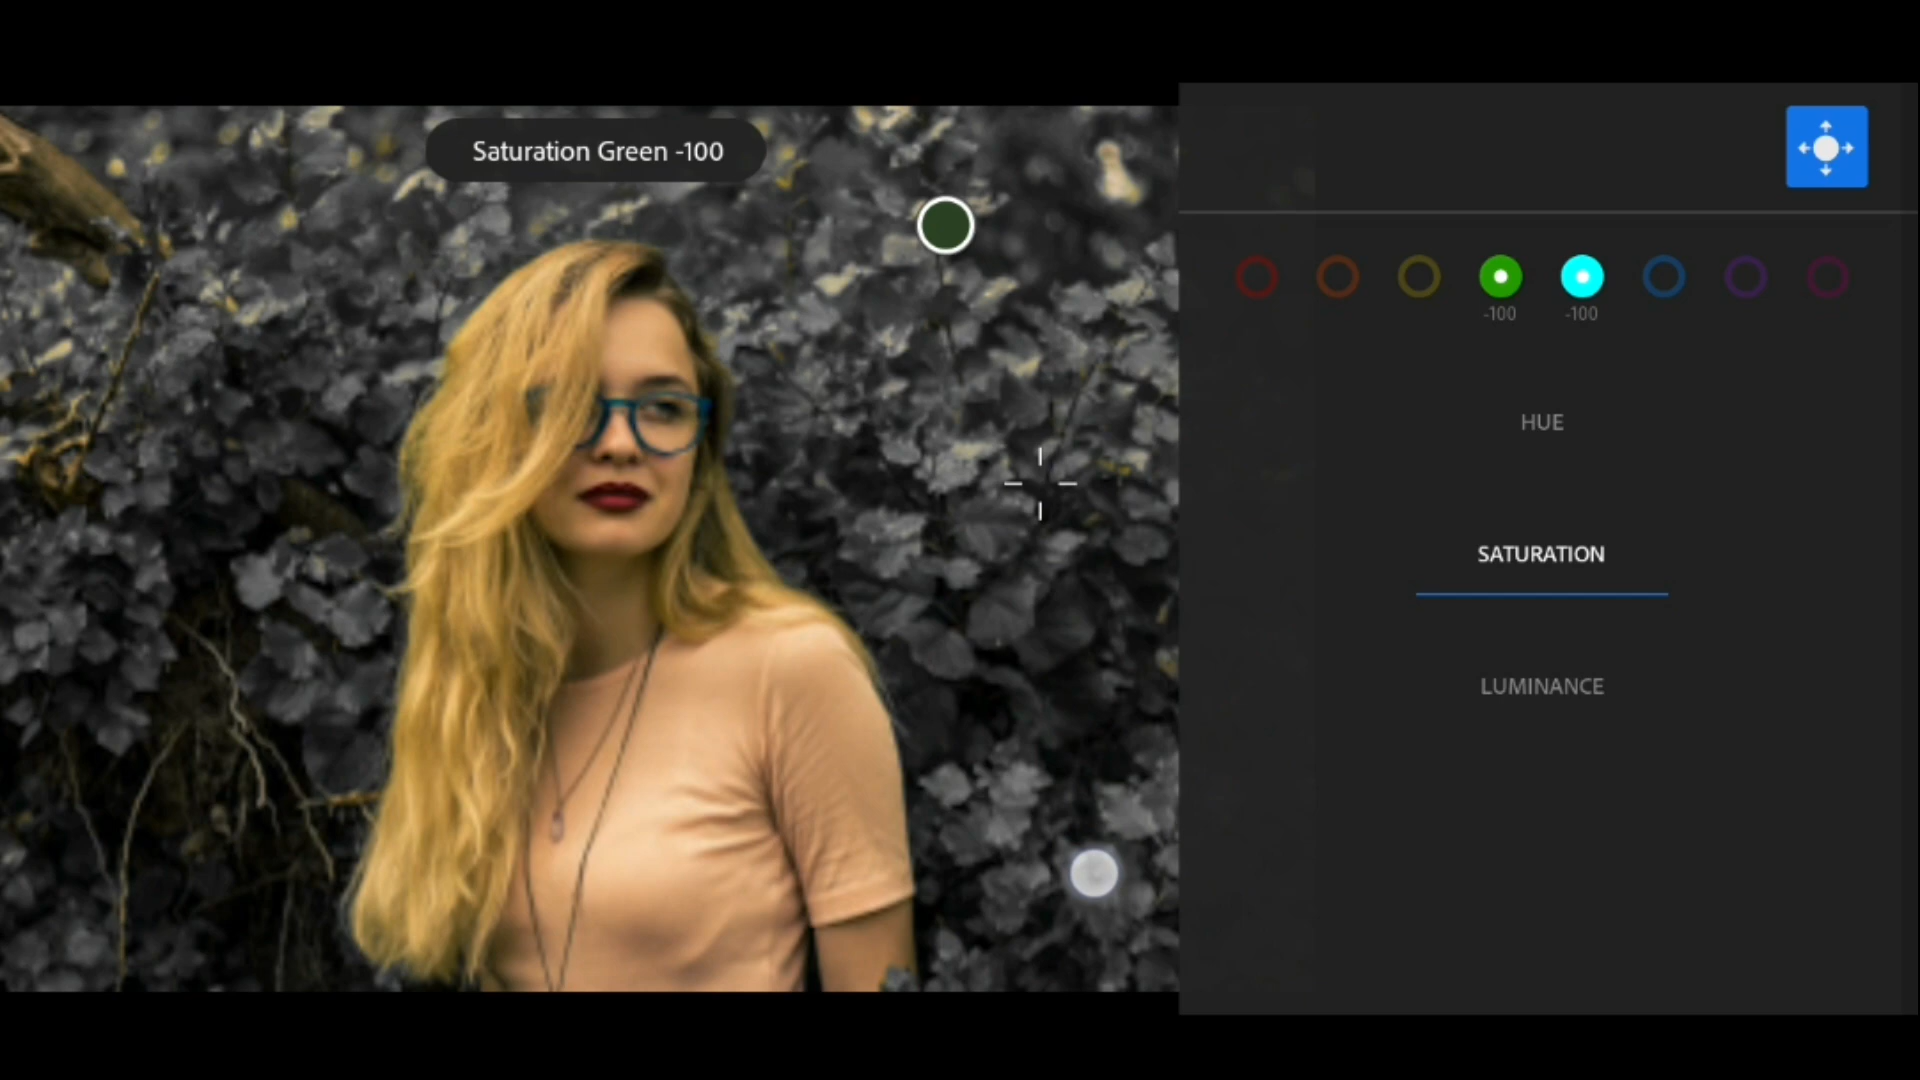 Saturation Green -100
-100 -100
HUE
SATURATION
LUMINANCE